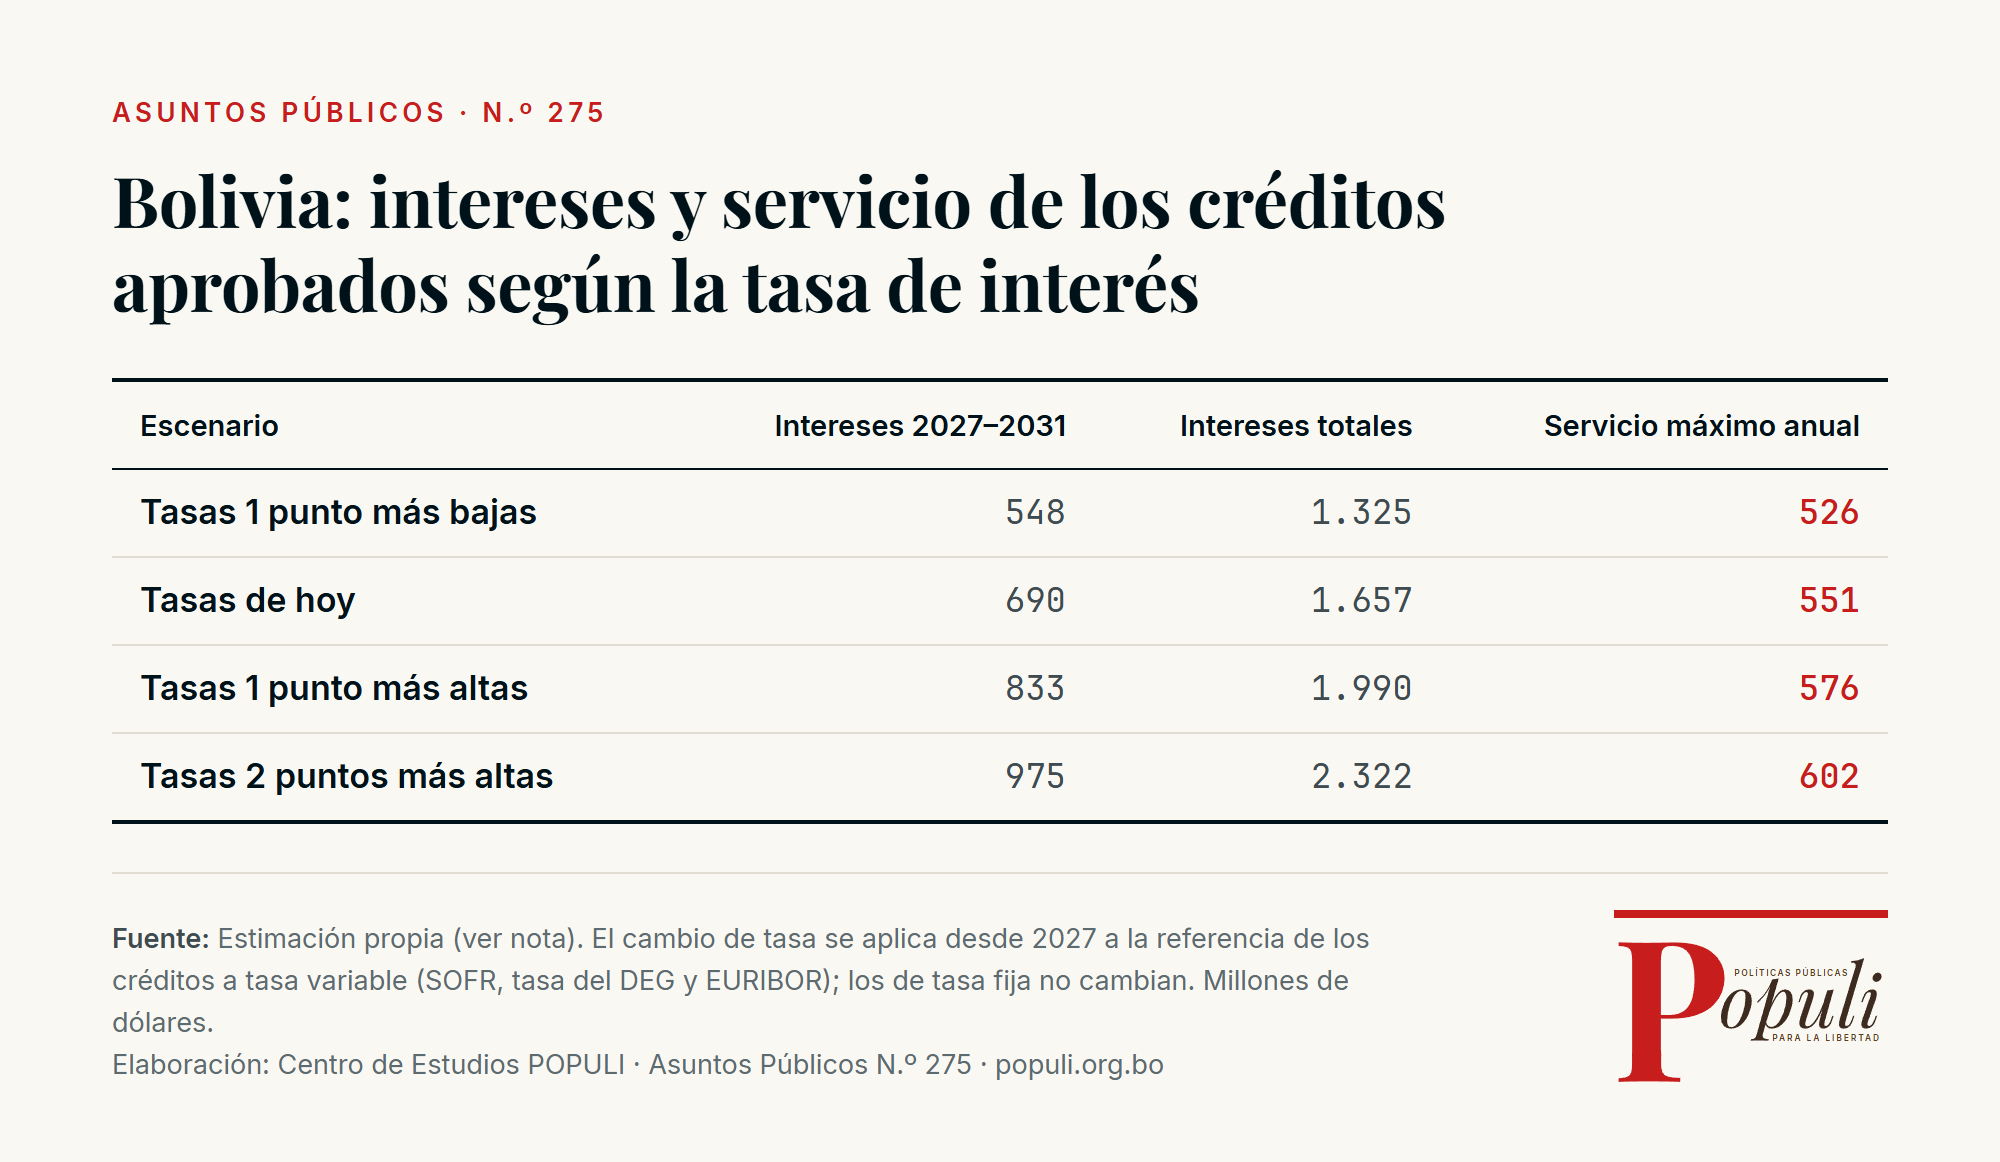 ASUNTOS PÚBLICOS · N.º 275
Bolivia: intereses y servicio de los créditos
aprobados según la tasa de interés
Escenario Intereses 2027–2031 Intereses totales Servicio máximo anual
Tasas 1 punto más bajas 548 1.325 526
Tasas de hoy 690 1.657 551
Tasas 1 punto más altas 833 1.990 576
Tasas 2 puntos más altas 975 2.322 602
Fuente: Estimación propia (ver nota). El cambio de tasa se aplica desde 2027 a la referencia de los
créditos a tasa variable (SOFR, tasa del DEG y EURIBOR); los de tasa fija no cambian. Millones de
dólares.
Elaboración: Centro de Estudios POPULI · Asuntos Públicos N.º 275 · populi.org.bo
POLÍTICAS PÚBLICAS
Populi
PARA LA LIBERTAD